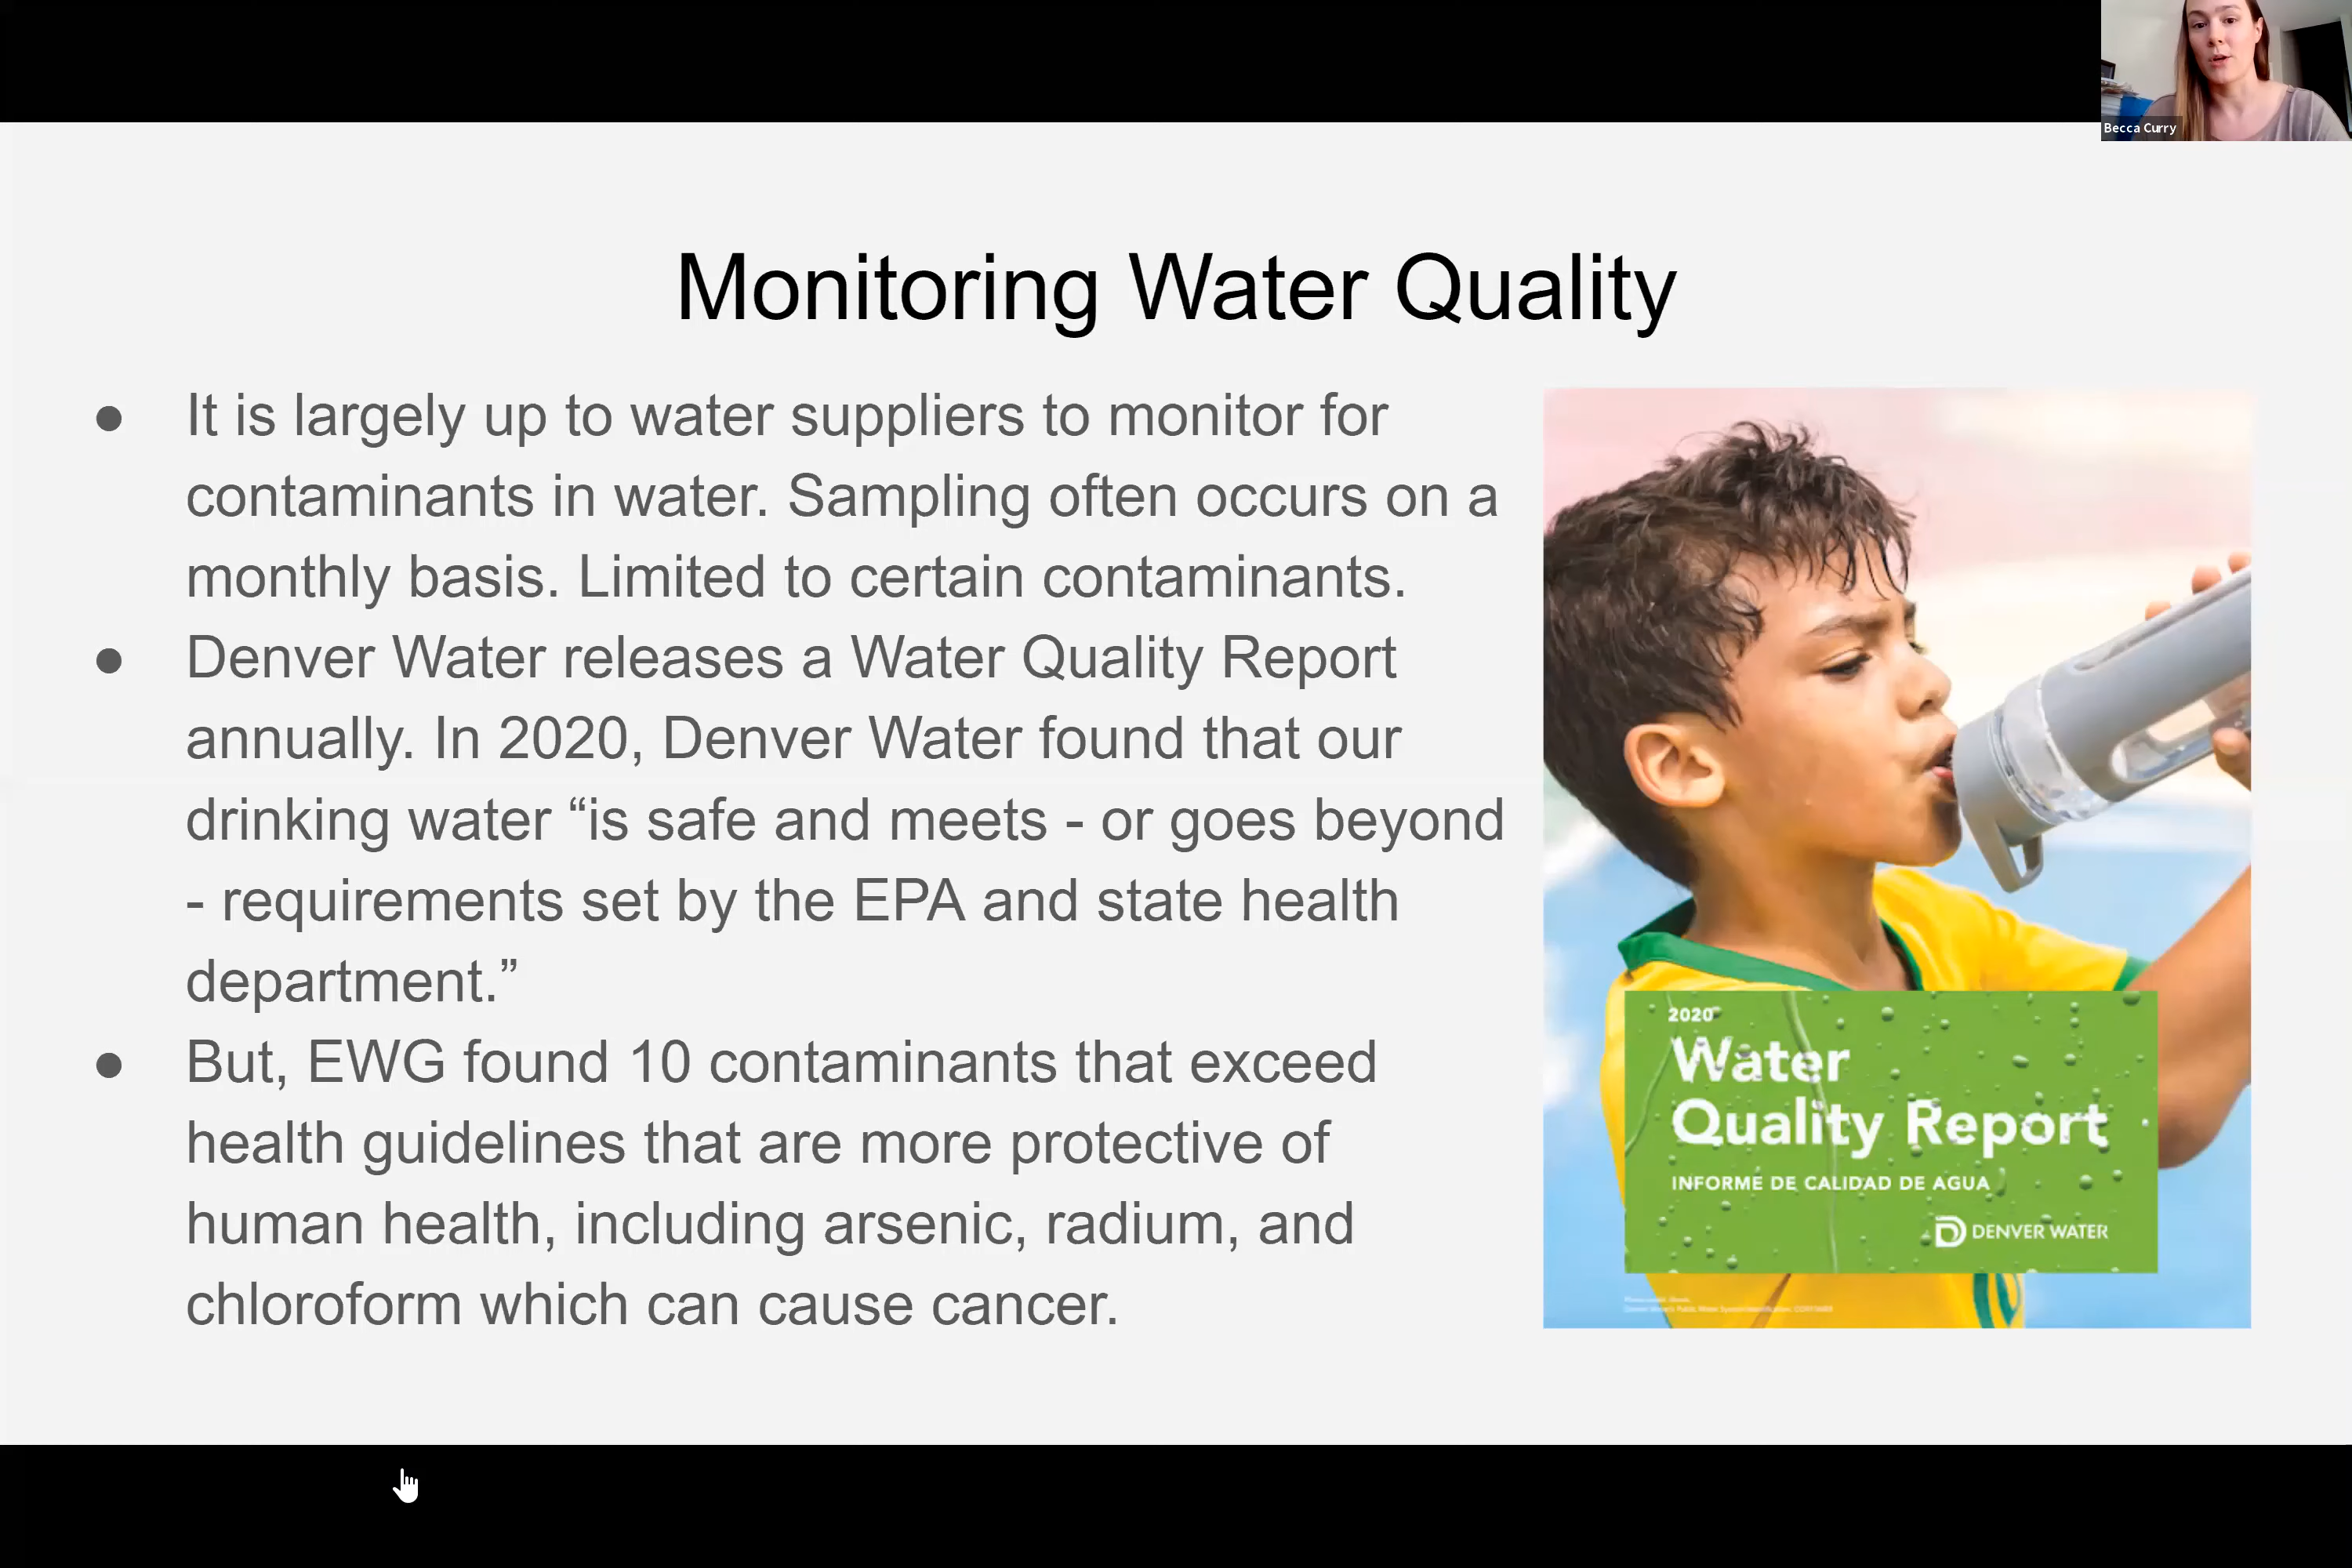 Becca Curry
Monitoring Water Quality
● It is largely up to water suppliers to monitor for
contaminants in water. Sampling often occurs on a
monthly basis. Limited to certain contaminants.
● Denver Water releases a Water Quality Report
annually. In 2020, Denver Water found that our
drinking water “is safe and meets - or goes beyond
- requirements set by the EPA and state health
department.”
● But, EWG found 10 contaminants that exceed
health guidelines that are more protective of
human health, including arsenic, radium, and
chloroform which can cause cancer.
2020
Water
Quality Report
INFORME DE CALIDAD DE AGUA
DENVER WATER